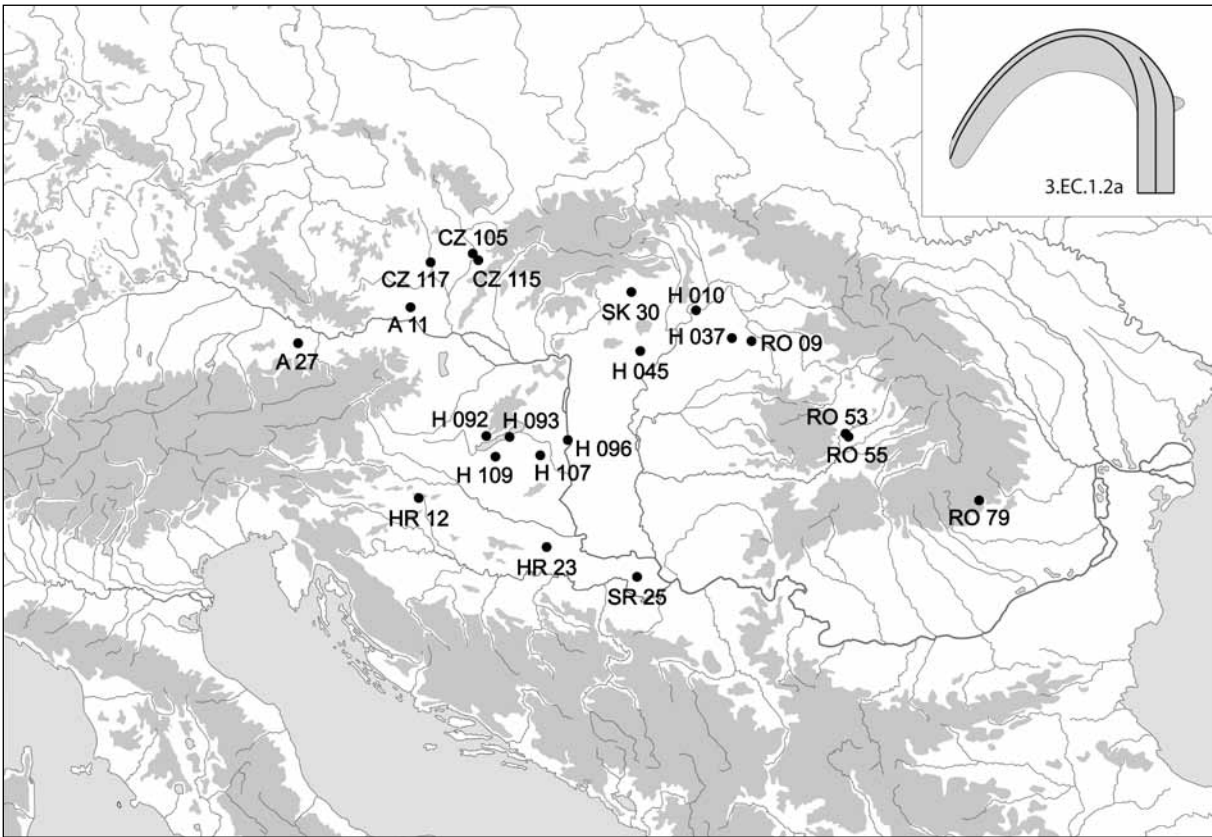 3.EC.1.2a
CZ 105
CZ 117
CZ 115
A 11
A 27
SK 30
H 010
H 037
RO 09
H 045
H 092
H 093
H 096
H 109
H 107
RO 53
RO 55
HR 12
RO 79
HR 23
SR 25